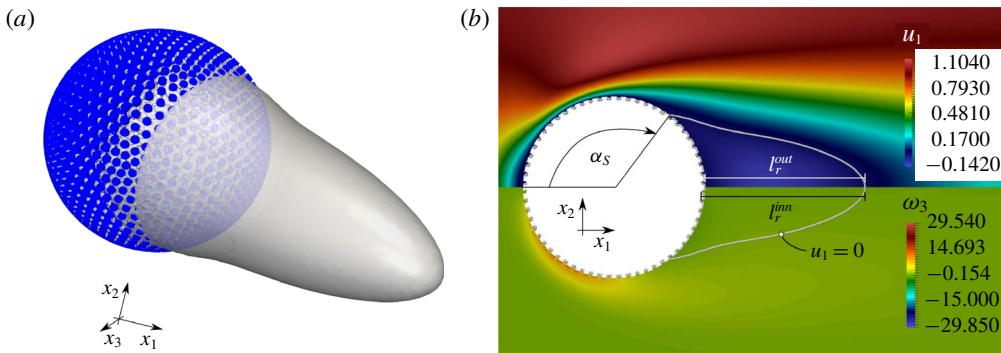 (a)
x₂
x₃
x₁
(b)
u₁
1.1040
0.7930
0.4810
0.1700
−0.1420
α_S
l_r^{out}
l_r^{inn}
x₂
x₁
u₁ = 0
ω₃
29.540
14.693
−0.154
−15.000
−29.850